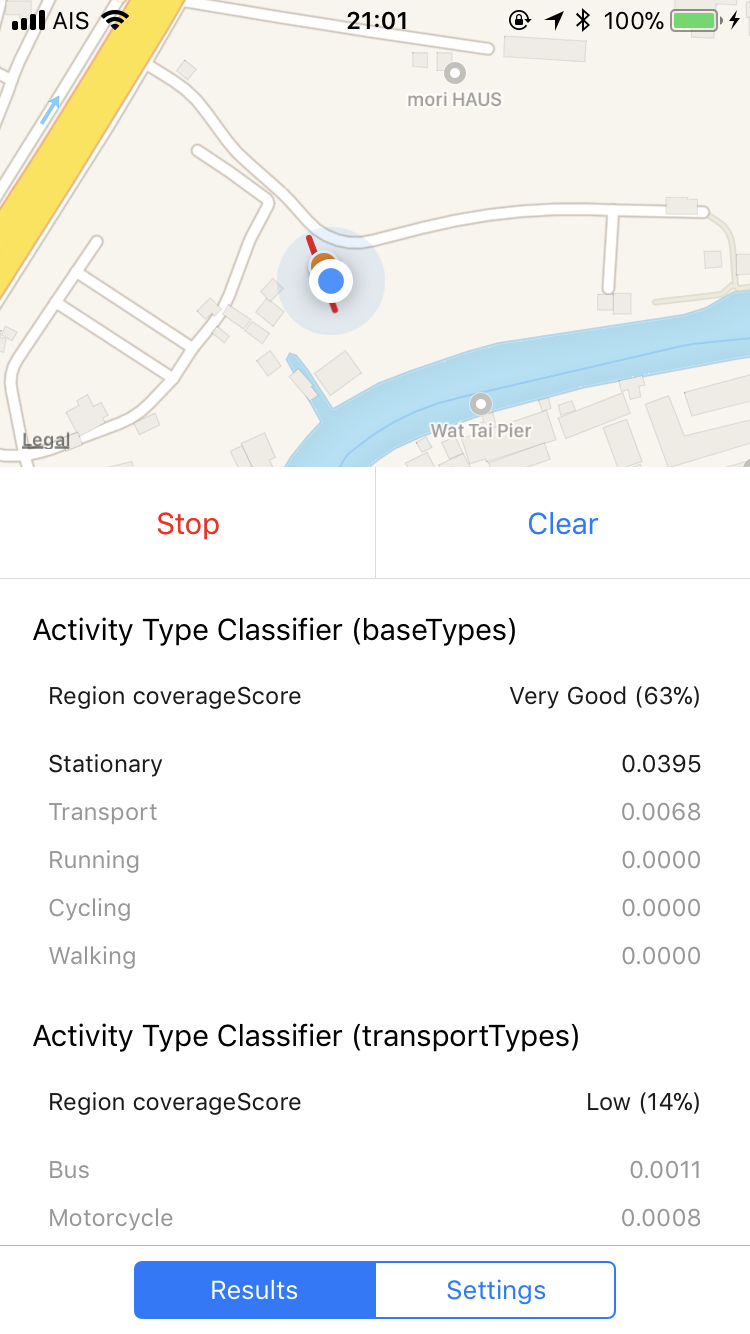 AIS 21:01 100%
mori HAUS
Wat Tai Pier
Legal
Stop Clear
Activity Type Classifier (baseTypes)
Region coverageScore Very Good (63%)
Stationary 0.0395
Transport 0.0068
Running 0.0000
Cycling 0.0000
Walking 0.0000
Activity Type Classifier (transportTypes)
Region coverageScore Low (14%)
Bus 0.0011
Motorcycle 0.0008
Results Settings